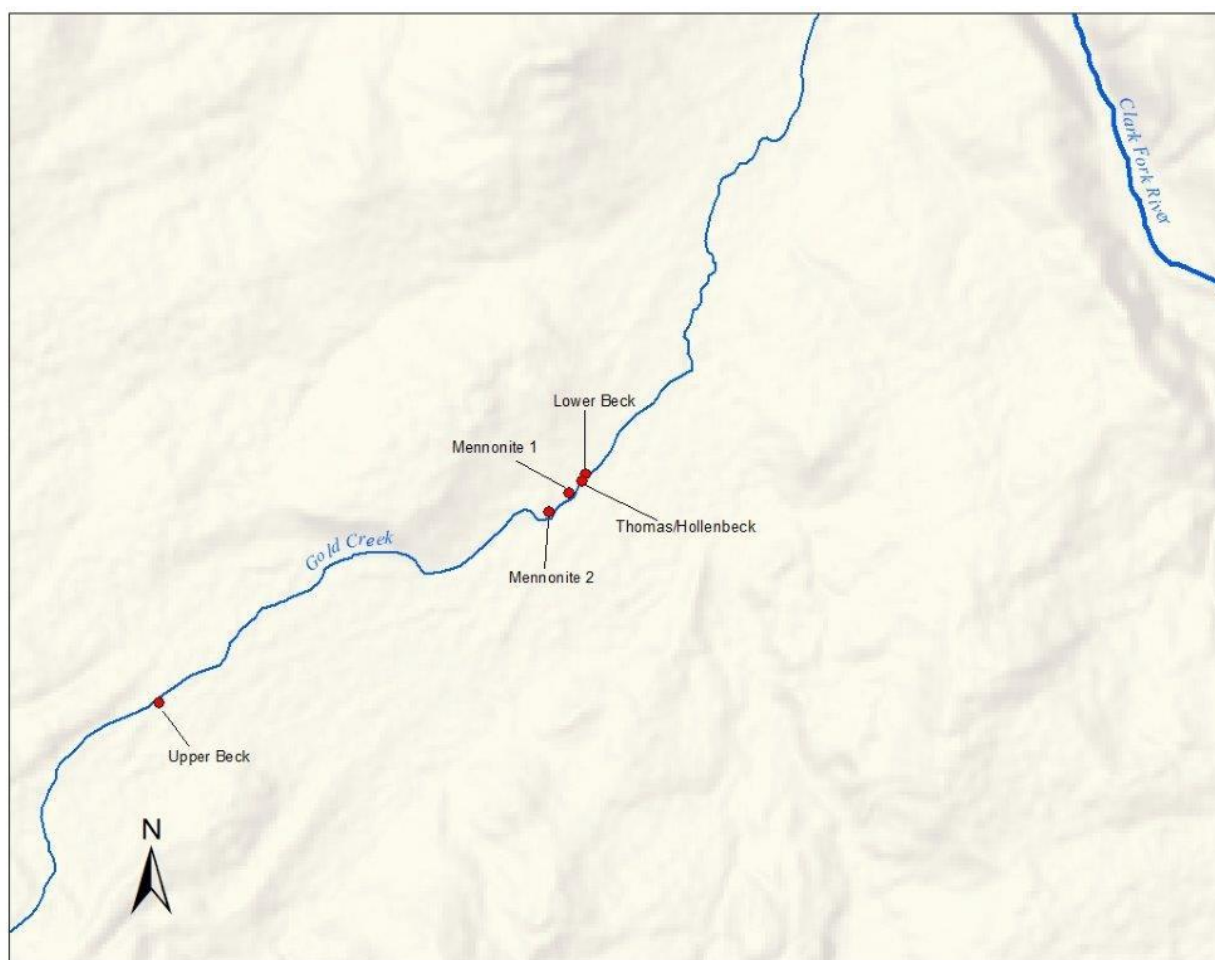 Clark Fork River
Lower Beck
Mennonite 1
Thomas/Hollenbeck
Gold Creek
Mennonite 2
Upper Beck
N